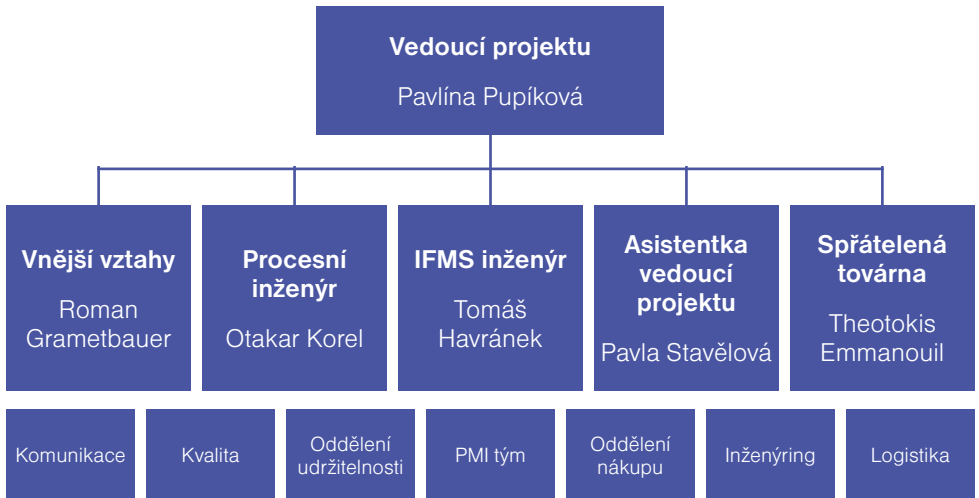 Vedoucí projektu
Pavlína Pupíková
Vnější vztahy
Roman
Grametbauer
Procesní
inženýr
Otakar Korel
IFMS inženýr
Tomáš
Havránek
Asistentka
vedoucí
projektu
Pavla Stavělová
Spřátelená
továrna
Theotokis
Emmanouil
Komunikace
Kvalita
Oddělení
udržitelnosti
PMI tým
Oddělení
nákupu
Inženýring
Logistika